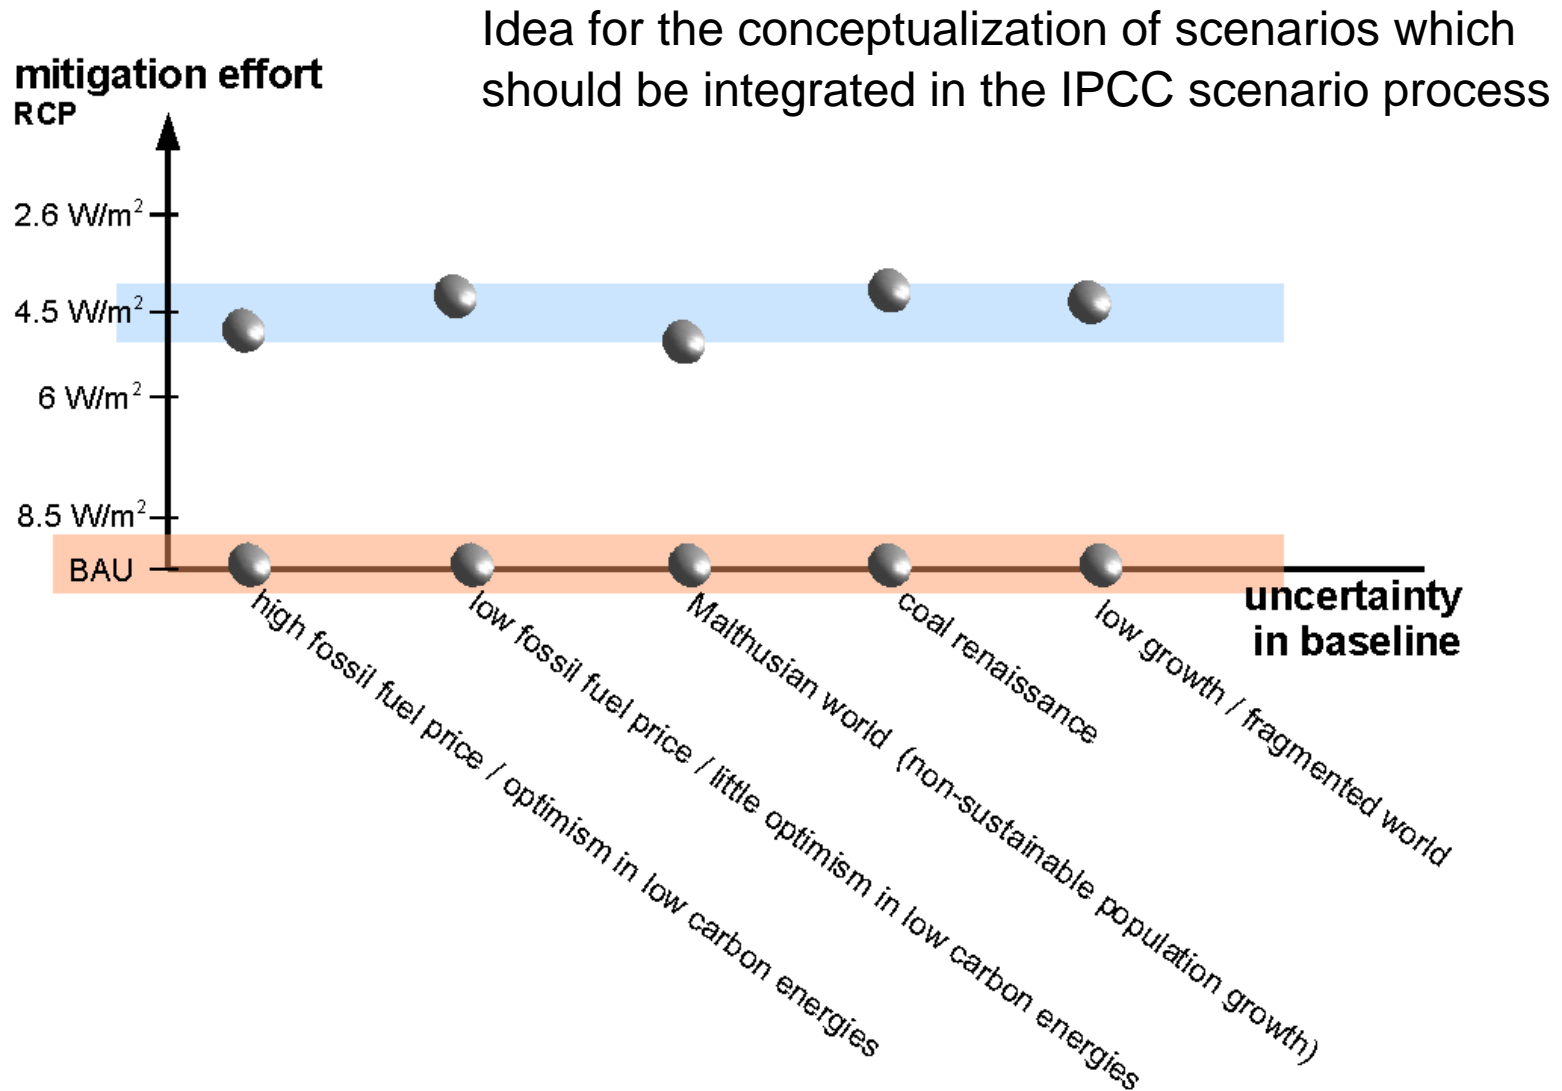 Idea for the conceptualization of scenarios which
should be integrated in the IPCC scenario process
mitigation effort
RCP
2.6 W/m²
4.5 W/m²
6 W/m²
8.5 W/m²
BAU
uncertainty
in baseline
high fossil fuel price / optimism in low carbon energies
low fossil fuel price / little optimism in low carbon energies
Malthusian world (non-sustainable population growth)
coal renaissance
low growth / fragmented world